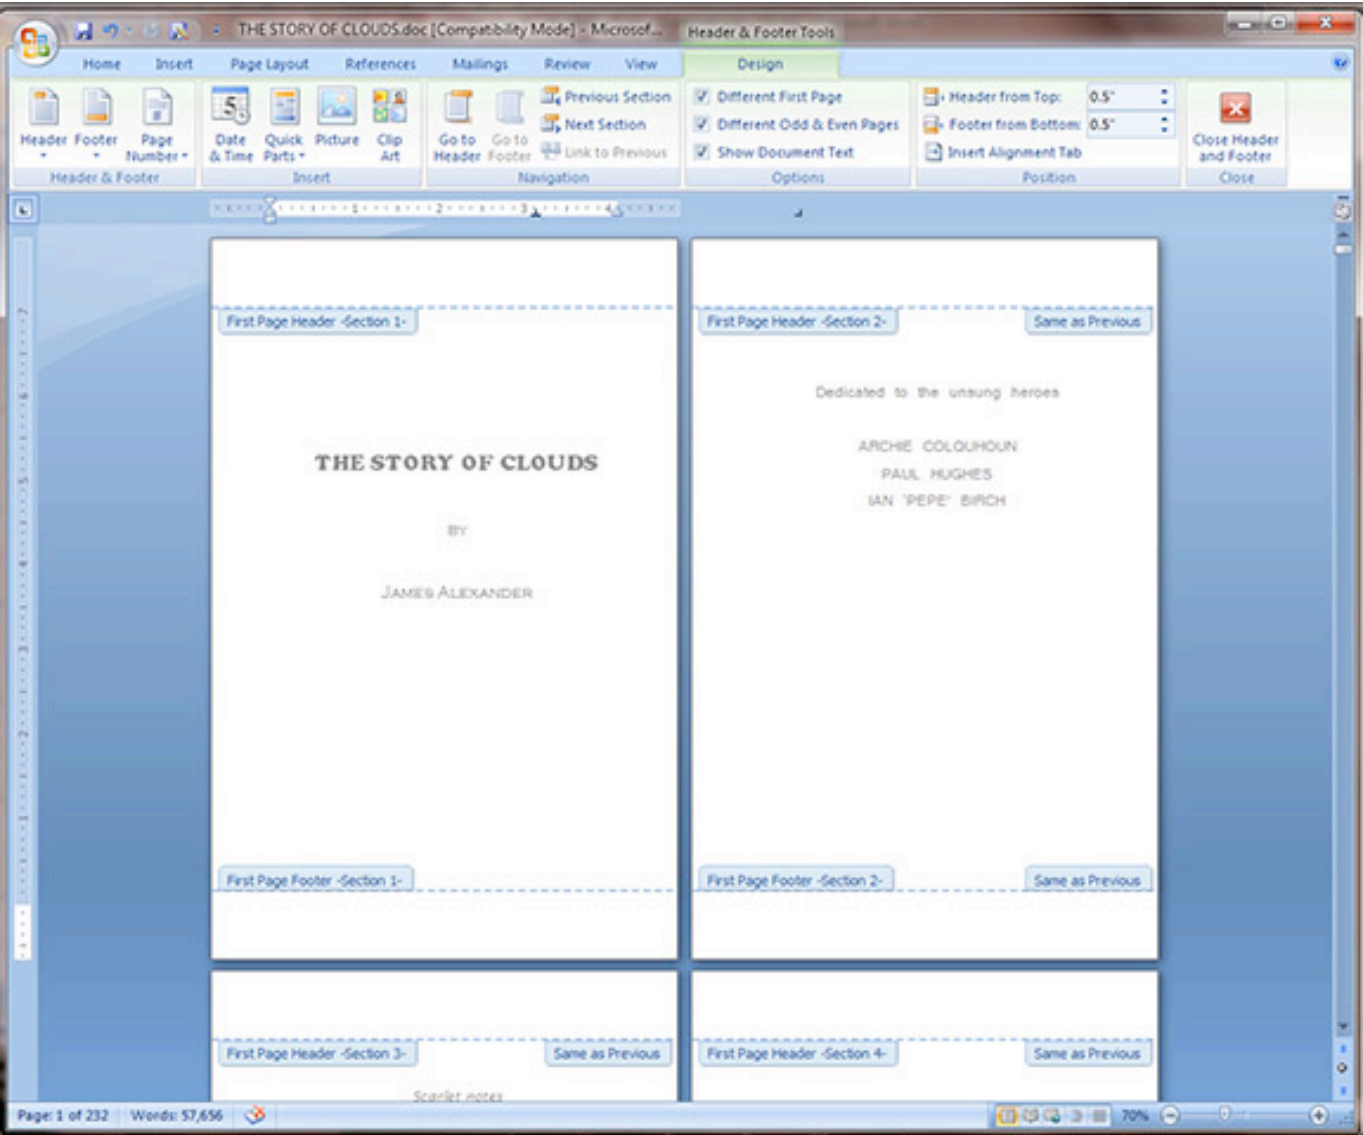 THE STORY OF CLOUDS.doc [Compatibility Mode] - Microsof...
Header & Footer Tools
Home Insert Page Layout References Mailings Review View Design
Header Footer Page Number
Header & Footer
5
Date & Time Quick Parts Picture Clip Art
Insert
Go to Header Go to Footer
Previous Section
Next Section
Link to Previous
Navigation
Different First Page
Different Odd & Even Pages
Show Document Text
Options
Header from Top: 0.5"
Footer from Bottom: 0.5"
Insert Alignment Tab
Position
Close Header and Footer
Close
1 2 3 4
First Page Header -Section 1-
THE STORY OF CLOUDS
BY
JAMES ALEXANDER
First Page Footer -Section 1-
First Page Header -Section 2- Same as Previous
Dedicated to the unsung heroes
ARCHIE COLQUHOUN
PAUL HUGHES
IAN "PEPE" BIRCH
First Page Footer -Section 2- Same as Previous
First Page Header -Section 3- Same as Previous
Scarlet notes
First Page Header -Section 4- Same as Previous
Page: 1 of 232 Words: 57,656 70%